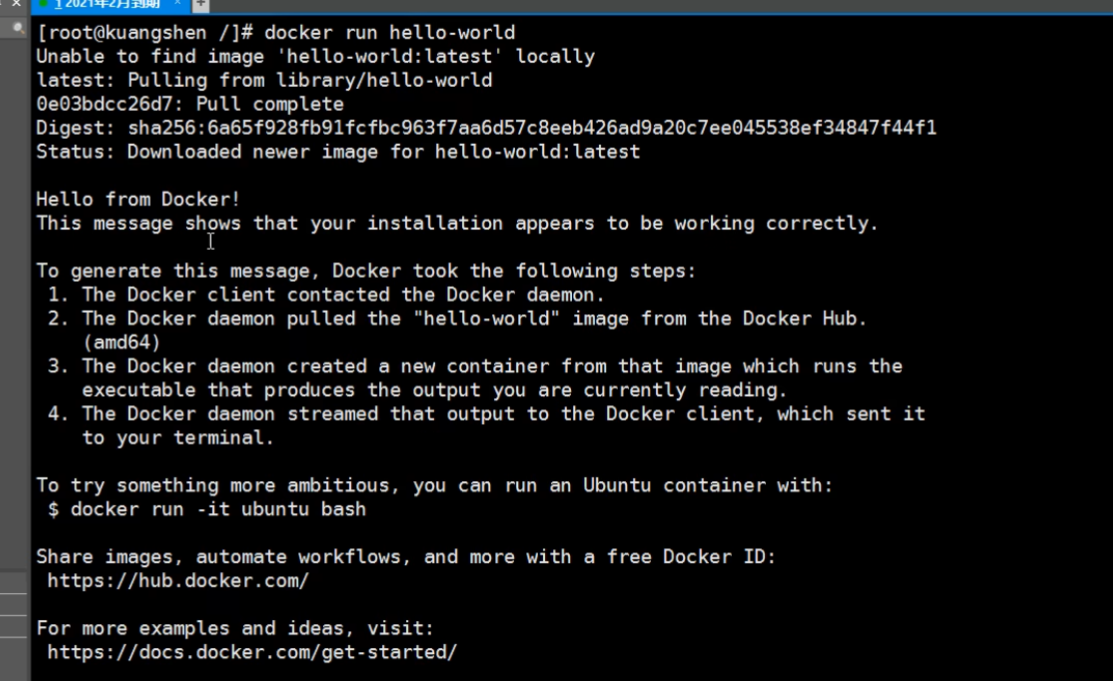 1 2021年2月到期 × +
[root@kuangshen /]# docker run hello-world
Unable to find image 'hello-world:latest' locally
latest: Pulling from library/hello-world
0e03bdcc26d7: Pull complete
Digest: sha256:6a65f928fb91fcfbc963f7aa6d57c8eeb426ad9a20c7ee045538ef34847f44f1
Status: Downloaded newer image for hello-world:latest
Hello from Docker!
This message shows that your installation appears to be working correctly.
To generate this message, Docker took the following steps:
1. The Docker client contacted the Docker daemon.
2. The Docker daemon pulled the "hello-world" image from the Docker Hub.
(amd64)
3. The Docker daemon created a new container from that image which runs the
executable that produces the output you are currently reading.
4. The Docker daemon streamed that output to the Docker client, which sent it
to your terminal.
To try something more ambitious, you can run an Ubuntu container with:
$ docker run -it ubuntu bash
Share images, automate workflows, and more with a free Docker ID:
https://hub.docker.com/
For more examples and ideas, visit:
https://docs.docker.com/get-started/